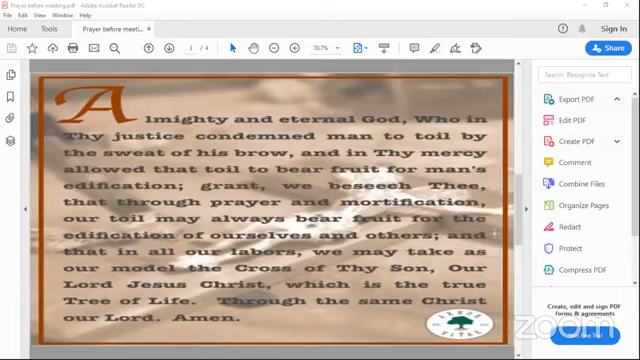 Prayer before meeting.pdf - Adobe Acrobat Reader DC
File Edit View Window Help
Home Tools Prayer before meeting... × Sign In
3 / 4 70.7% Share
Search 'Recognize Text'
Export PDF
Edit PDF
Create PDF
Comment
Combine Files
Organize Pages
Redact
Protect
Compress PDF
Almighty and eternal God, Who in
Thy justice condemned man to toil by
the sweat of his brow, and in Thy mercy
allowed that toil to bear fruit for man's
edification; grant, we beseech Thee,
that through prayer and mortification,
our toil may always bear fruit for the
edification of ourselves and others; and
that in all our labors, we may take as
our model the Cross of Thy Son, Our
Lord Jesus Christ, which is the true
Tree of Life. Through the same Christ
our Lord. Amen.
ARBOR
VITAE
Create, edit and sign PDF
forms & agreements
zoom